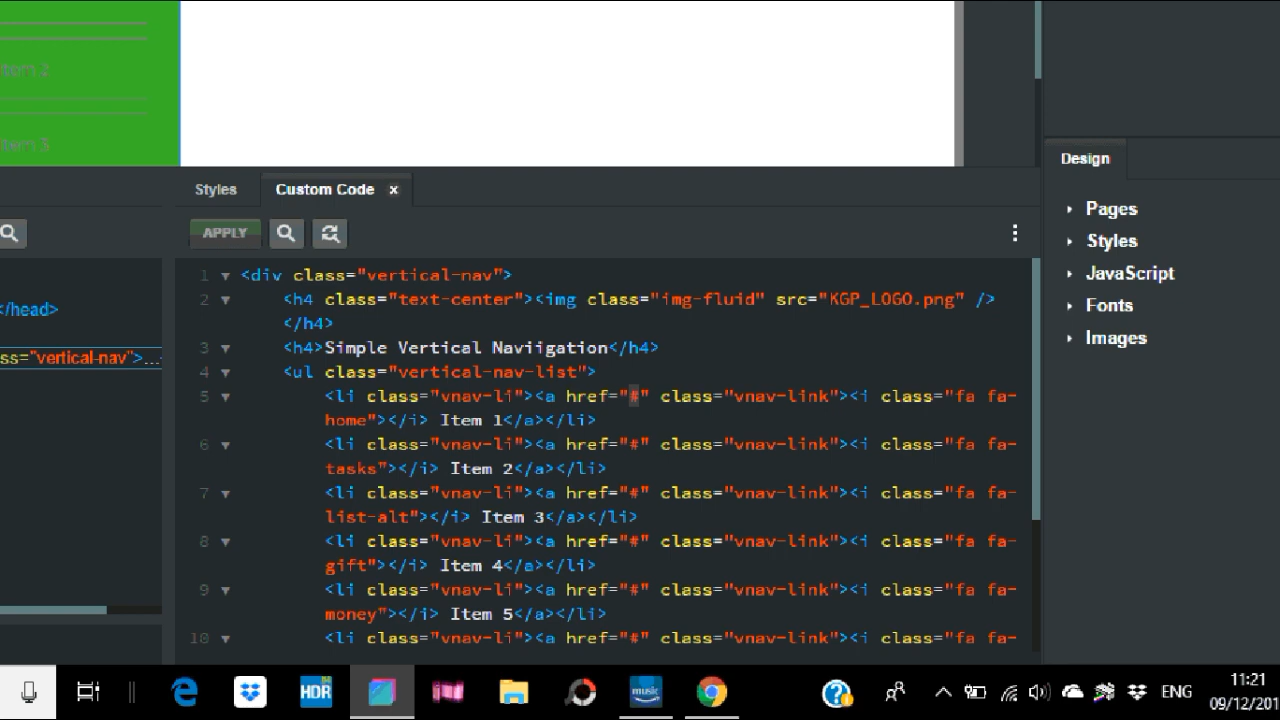 Item 2
Item 3
Styles
Custom Code x
Design
APPLY
Pages
Styles
JavaScript
Fonts
Images
</head>
ss="vertical-nav">...
1 <div class="vertical-nav">
2 <h4 class="text-center"><img class="img-fluid" src="KGP_LOGO.png" />
</h4>
3 <h4>Simple Vertical Naviigation</h4>
4 <ul class="vertical-nav-list">
5 <li class="vnav-li"><a href="#" class="vnav-link"><i class="fa fa-
home"></i> Item 1</a></li>
6 <li class="vnav-li"><a href="#" class="vnav-link"><i class="fa fa-
tasks"></i> Item 2</a></li>
7 <li class="vnav-li"><a href="#" class="vnav-link"><i class="fa fa-
list-alt"></i> Item 3</a></li>
8 <li class="vnav-li"><a href="#" class="vnav-link"><i class="fa fa-
gift"></i> Item 4</a></li>
9 <li class="vnav-li"><a href="#" class="vnav-link"><i class="fa fa-
money"></i> Item 5</a></li>
10 <li class="vnav-li"><a href="#" class="vnav-link"><i class="fa fa-
HDR
music
ENG
11:21
09/12/201